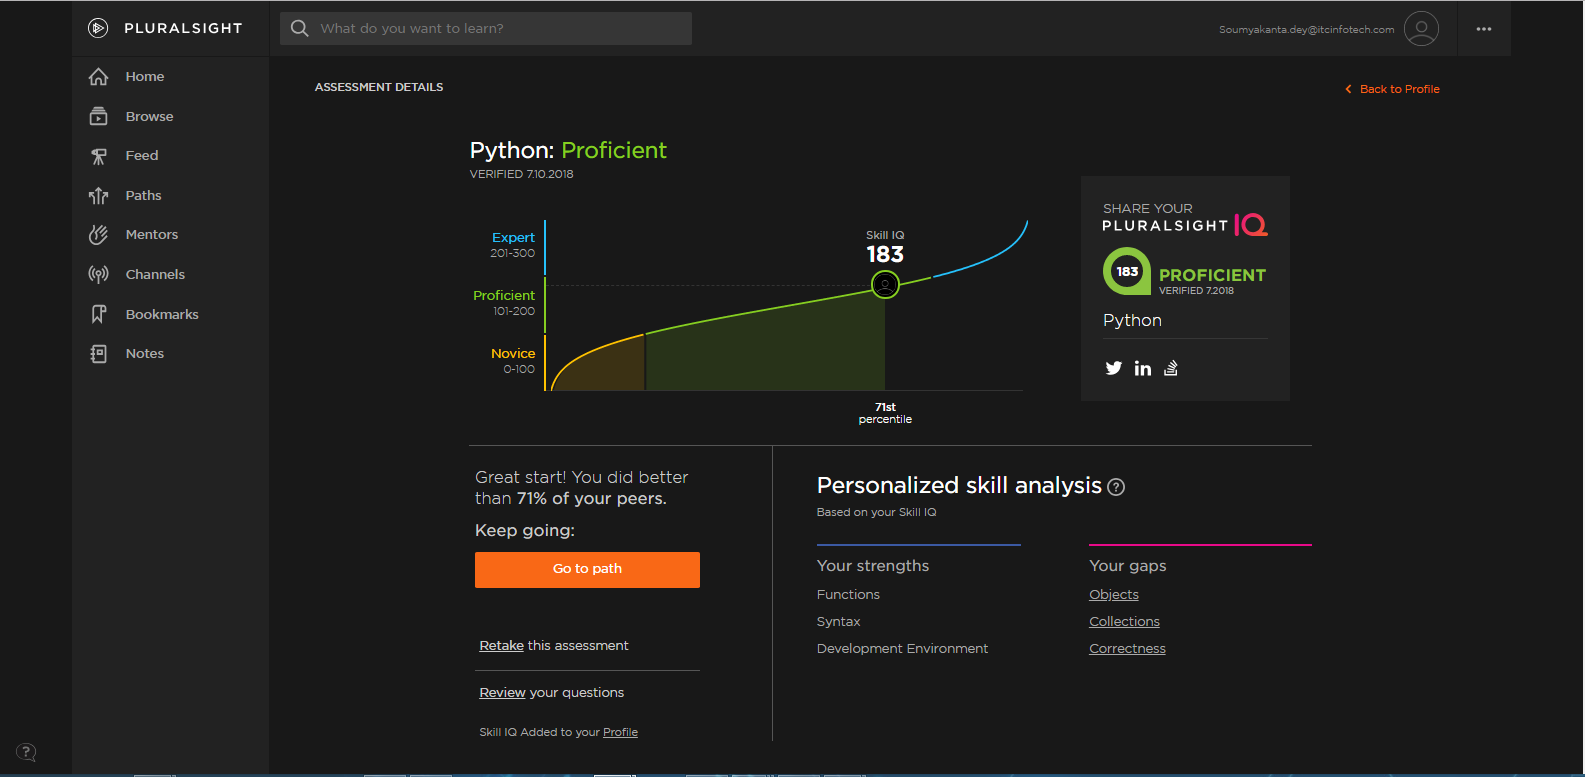 PLURALSIGHT
What do you want to learn?
Soumyakanta.dey@itcinfotech.com
Home
Browse
Feed
Paths
Mentors
Channels
Bookmarks
Notes
ASSESSMENT DETAILS
Back to Profile
Python: Proficient
VERIFIED 7.10.2018
Expert
201-300
Proficient
101-200
Novice
0-100
Skill IQ
183
71st
percentile
SHARE YOUR
PLURALSIGHT IQ
183
PROFICIENT
VERIFIED 7.2018
Python
Great start! You did better
than 71% of your peers.
Keep going:
Go to path
Retake this assessment
Review your questions
Skill IQ Added to your Profile
Personalized skill analysis ?
Based on your Skill IQ
Your strengths
Functions
Syntax
Development Environment
Your gaps
Objects
Collections
Correctness
?